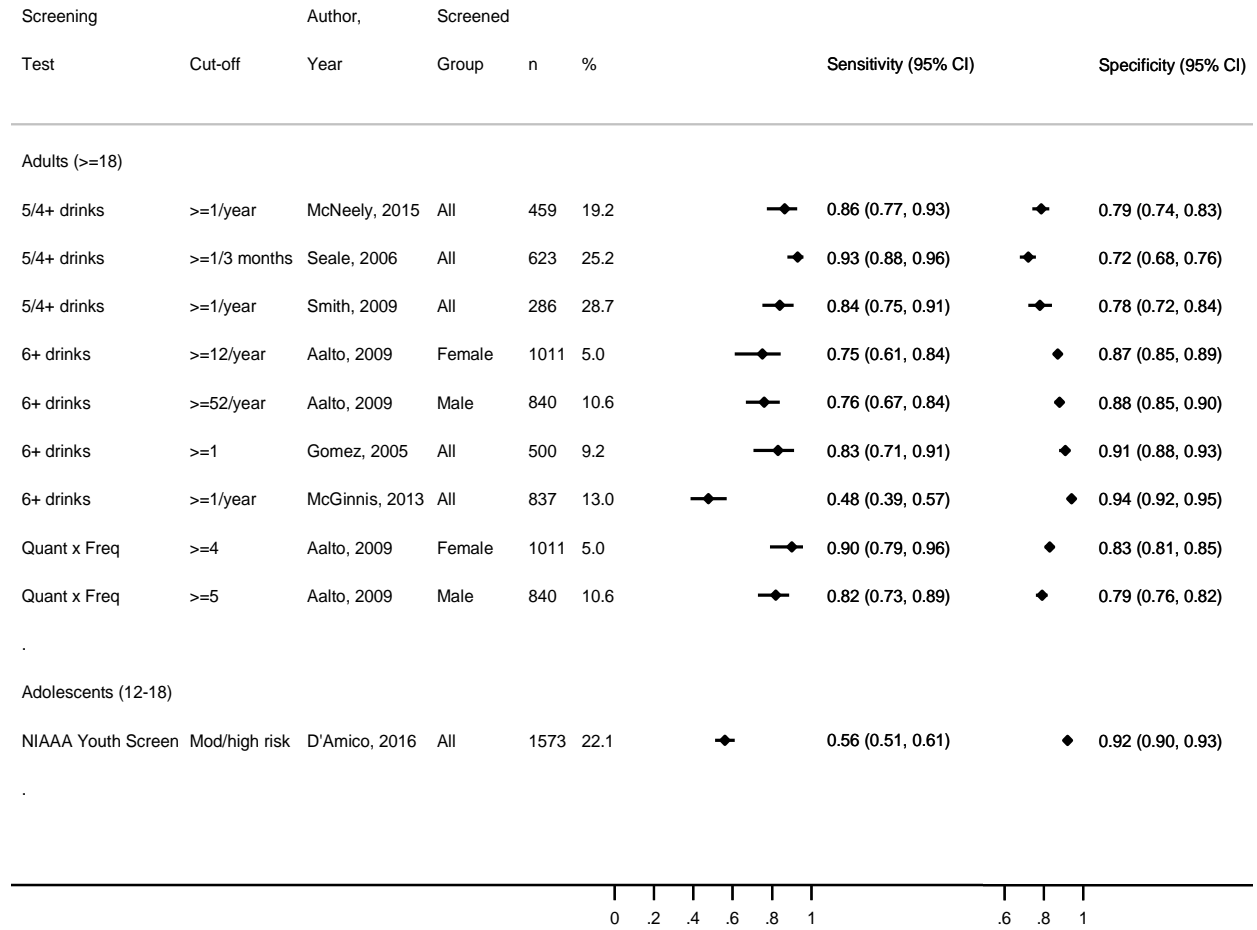 Screening Author, Screened
Test Cut-off Year Group n % Sensitivity (95% CI) Specificity (95% CI)
Adults (>=18)
5/4+ drinks >=1/year McNeely, 2015 All 459 19.2 0.86 (0.77, 0.93) 0.79 (0.74, 0.83)
5/4+ drinks >=1/3 months Seale, 2006 All 623 25.2 0.93 (0.88, 0.96) 0.72 (0.68, 0.76)
5/4+ drinks >=1/year Smith, 2009 All 286 28.7 0.84 (0.75, 0.91) 0.78 (0.72, 0.84)
6+ drinks >=12/year Aalto, 2009 Female 1011 5.0 0.75 (0.61, 0.84) 0.87 (0.85, 0.89)
6+ drinks >=52/year Aalto, 2009 Male 840 10.6 0.76 (0.67, 0.84) 0.88 (0.85, 0.90)
6+ drinks >=1 Gomez, 2005 All 500 9.2 0.83 (0.71, 0.91) 0.91 (0.88, 0.93)
6+ drinks >=1/year McGinnis, 2013 All 837 13.0 0.48 (0.39, 0.57) 0.94 (0.92, 0.95)
Quant x Freq >=4 Aalto, 2009 Female 1011 5.0 0.90 (0.79, 0.96) 0.83 (0.81, 0.85)
Quant x Freq >=5 Aalto, 2009 Male 840 10.6 0.82 (0.73, 0.89) 0.79 (0.76, 0.82)
.
Adolescents (12-18)
NIAAA Youth Screen Mod/high risk D'Amico, 2016 All 1573 22.1 0.56 (0.51, 0.61) 0.92 (0.90, 0.93)
.
0 .2 .4 .6 .8 1 .6 .8 1